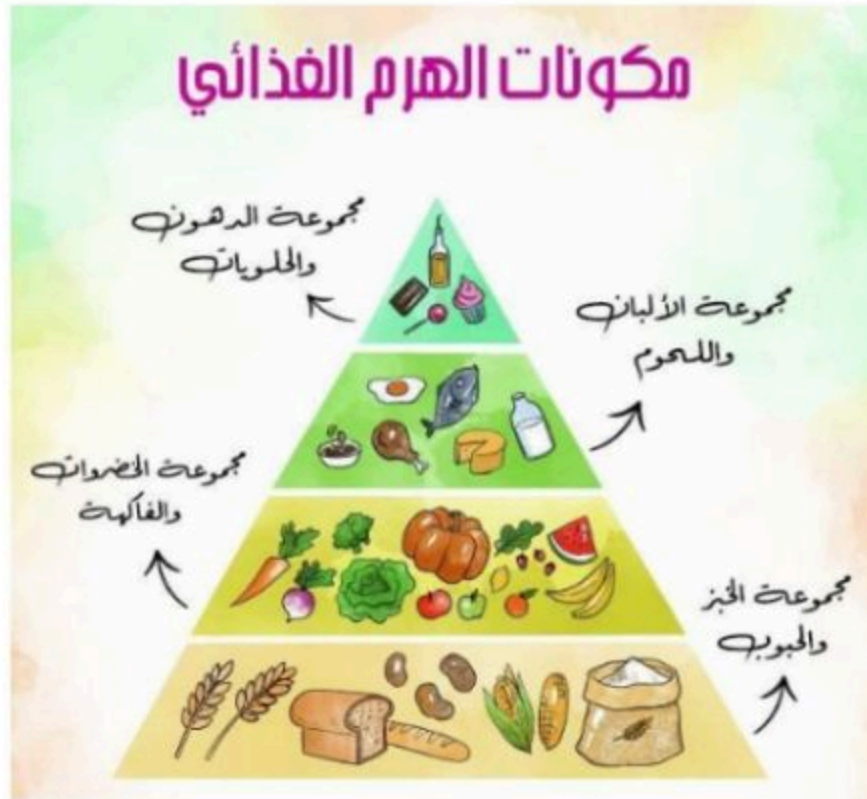 مكونات الهرم الغذائي
مجموعة الدهون
والحلويات
مجموعة الألبان
واللحوم
مجموعة الخضروات
والفاكهة
مجموعة الخبز
والحبوب